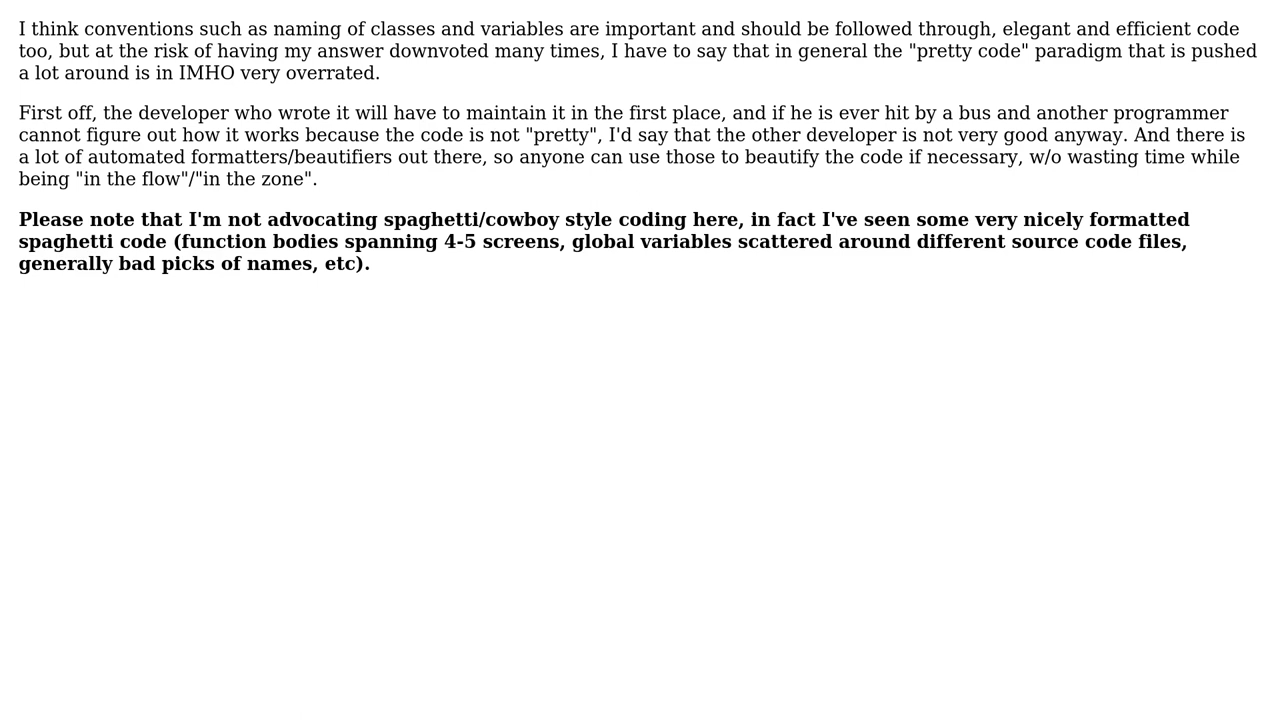 I think conventions such as naming of classes and variables are important and should be followed through, elegant and efficient code
too, but at the risk of having my answer downvoted many times, I have to say that in general the "pretty code" paradigm that is pushed
a lot around is in IMHO very overrated.
First off, the developer who wrote it will have to maintain it in the first place, and if he is ever hit by a bus and another programmer
cannot figure out how it works because the code is not "pretty", I'd say that the other developer is not very good anyway. And there is
a lot of automated formatters/beautifiers out there, so anyone can use those to beautify the code if necessary, w/o wasting time while
being "in the flow"/"in the zone".
Please note that I'm not advocating spaghetti/cowboy style coding here, in fact I've seen some very nicely formatted
spaghetti code (function bodies spanning 4-5 screens, global variables scattered around different source code files,
generally bad picks of names, etc).